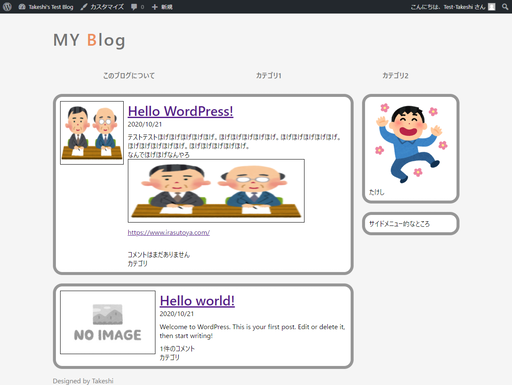 Takeshi's Test Blog カスタマイズ 0 新規 こんにちは、Test-Takeshi さん
MY Blog
このブログについて カテゴリ1 カテゴリ2
Hello WordPress!
2020/10/21
テストテストほげほげほげほげほげ。ほげほげほげほげほげ。ほげほげほげほげほげ。
ほげほげほげほげほげ。ほげほげほげほげほげ。
なんでほげほげなんやろ
https://www.irasutoya.com/
コメントはまだありません
カテゴリ
たけし
サイドメニュー的なところ
NO IMAGE
Hello world!
2020/10/21
Welcome to WordPress. This is your first post. Edit or delete it,
then start writing!
1件のコメント
カテゴリ
Designed by Takeshi